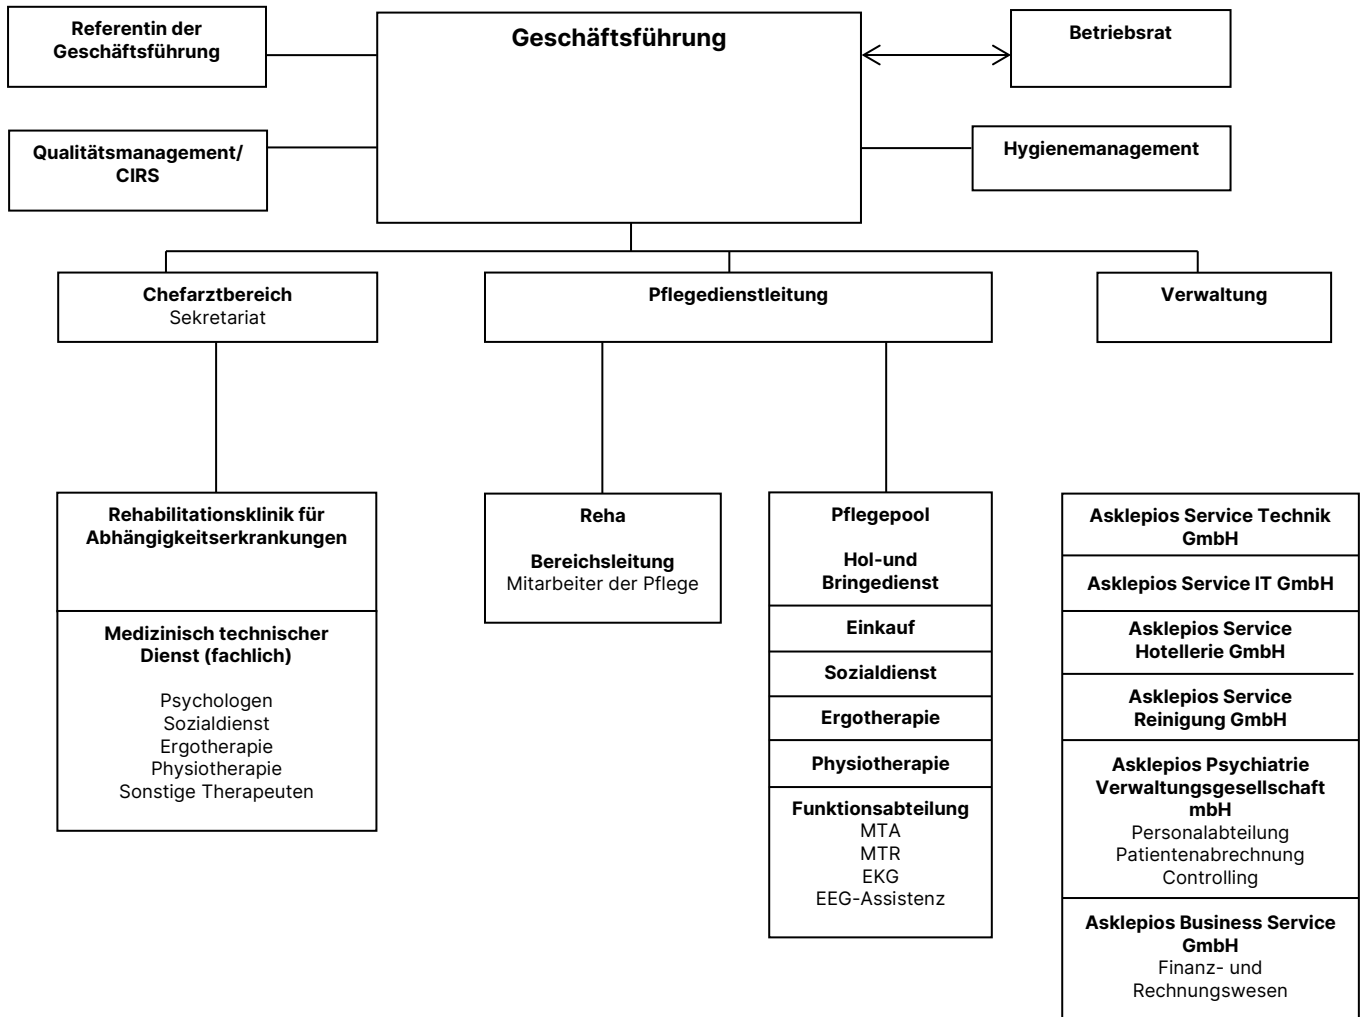 Referentin der
Geschäftsführung
Geschäftsführung
Betriebsrat
Qualitätsmanagement/
CIRS
Hygienemanagement
Chefarztbereich
Sekretariat
Pflegedienstleitung
Verwaltung
Rehabilitationsklinik für
Abhängigkeitserkrankungen
Medizinisch technischer
Dienst (fachlich)
Psychologen
Sozialdienst
Ergotherapie
Physiotherapie
Sonstige Therapeuten
Reha
Bereichsleitung
Mitarbeiter der Pflege
Pflegepool
Hol-und
Bringedienst
Einkauf
Sozialdienst
Ergotherapie
Physiotherapie
Funktionsabteilung
MTA
MTR
EKG
EEG-Assistenz
Asklepios Service Technik
GmbH
Asklepios Service IT GmbH
Asklepios Service
Hotellerie GmbH
Asklepios Service
Reinigung GmbH
Asklepios Psychiatrie
Verwaltungsgesellschaft
mbH
Personalabteilung
Patientenabrechnung
Controlling
Asklepios Business Service
GmbH
Finanz- und
Rechnungswesen